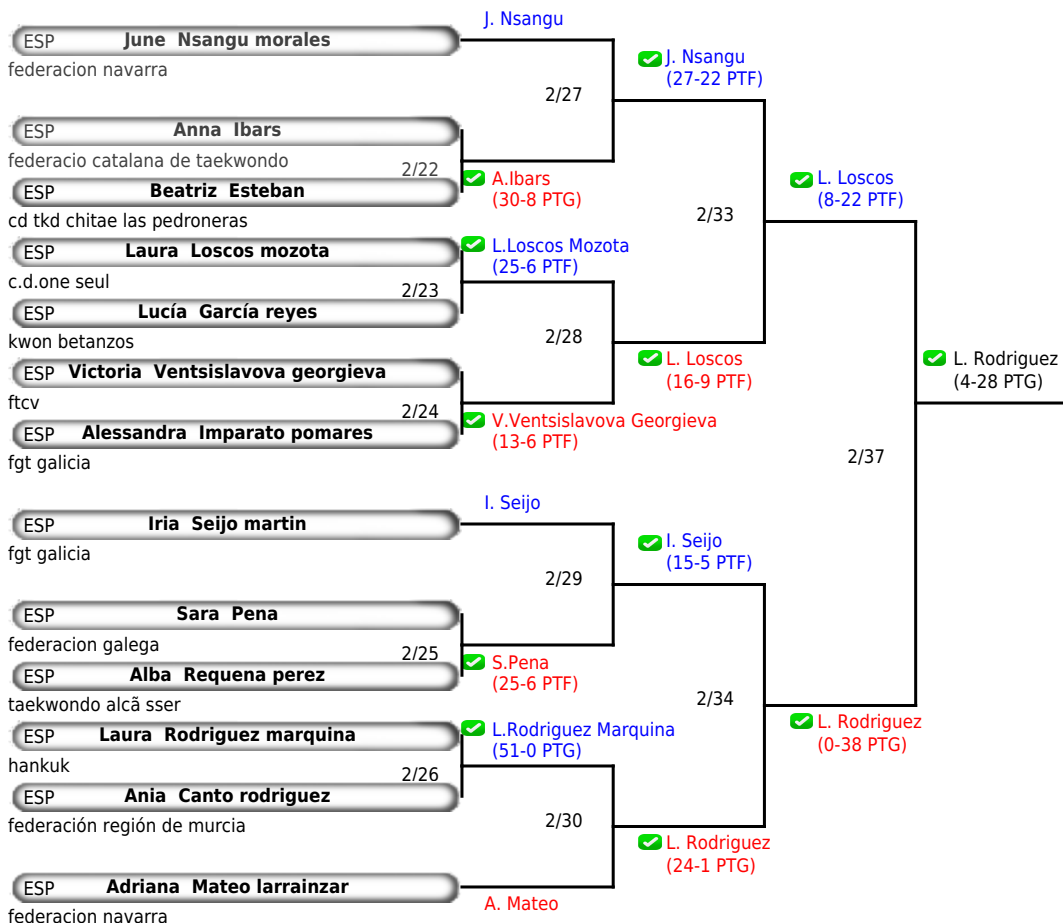 J. Nsangu
ESP June Nsangu morales
federacion navarra
J. Nsangu
(27-22 PTF)
2/27
ESP Anna Ibars
federacio catalana de taekwondo
2/22
A.Ibars
(30-8 PTG)
ESP Beatriz Esteban
cd tkd chitae las pedroneras
L. Loscos
(8-22 PTF)
2/33
ESP Laura Loscos mozota
c.d.one seul
L.Loscos Mozota
(25-6 PTF)
2/23
ESP Lucía García reyes
kwon betanzos
2/28
L. Loscos
(16-9 PTF)
ESP Victoria Ventsislavova georgieva
ftcv
2/24
V.Ventsislavova Georgieva
(13-6 PTF)
ESP Alessandra Imparato pomares
fgt galicia
L. Rodriguez
(4-28 PTG)
2/37
I. Seijo
ESP Iria Seijo martin
fgt galicia
I. Seijo
(15-5 PTF)
2/29
ESP Sara Pena
federacion galega
2/25
S.Pena
(25-6 PTF)
ESP Alba Requena perez
taekwondo alcã sser
2/34
L. Rodriguez
(0-38 PTG)
ESP Laura Rodriguez marquina
hankuk
L.Rodriguez Marquina
(51-0 PTG)
2/26
ESP Ania Canto rodriguez
federación región de murcia
2/30
L. Rodriguez
(24-1 PTG)
ESP Adriana Mateo larrainzar
federacion navarra
A. Mateo